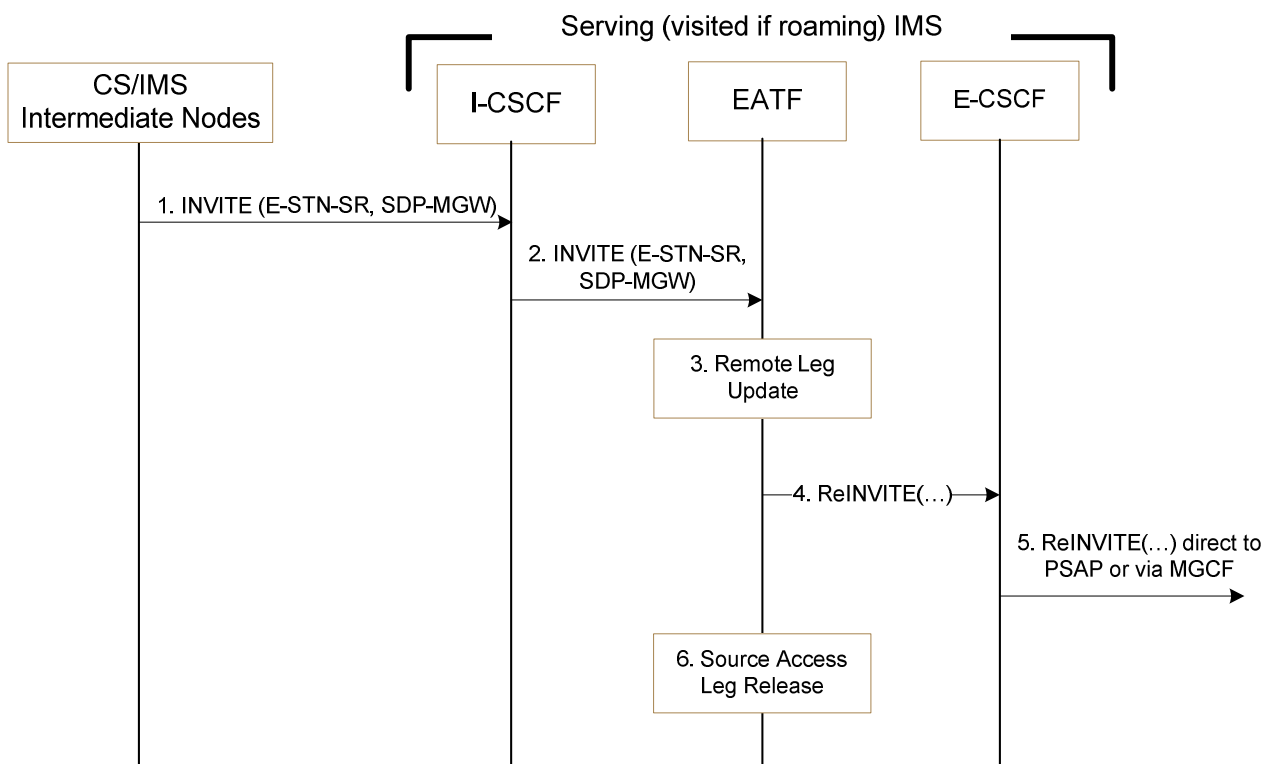 Serving (visited if roaming) IMS
CS/IMS
Intermediate Nodes
I-CSCF
EATF
E-CSCF
1. INVITE (E-STN-SR, SDP-MGW)
2. INVITE (E-STN-SR,
SDP-MGW)
3. Remote Leg
Update
4. ReINVITE(…)
5. ReINVITE(…) direct to
PSAP or via MGCF
6. Source Access
Leg Release